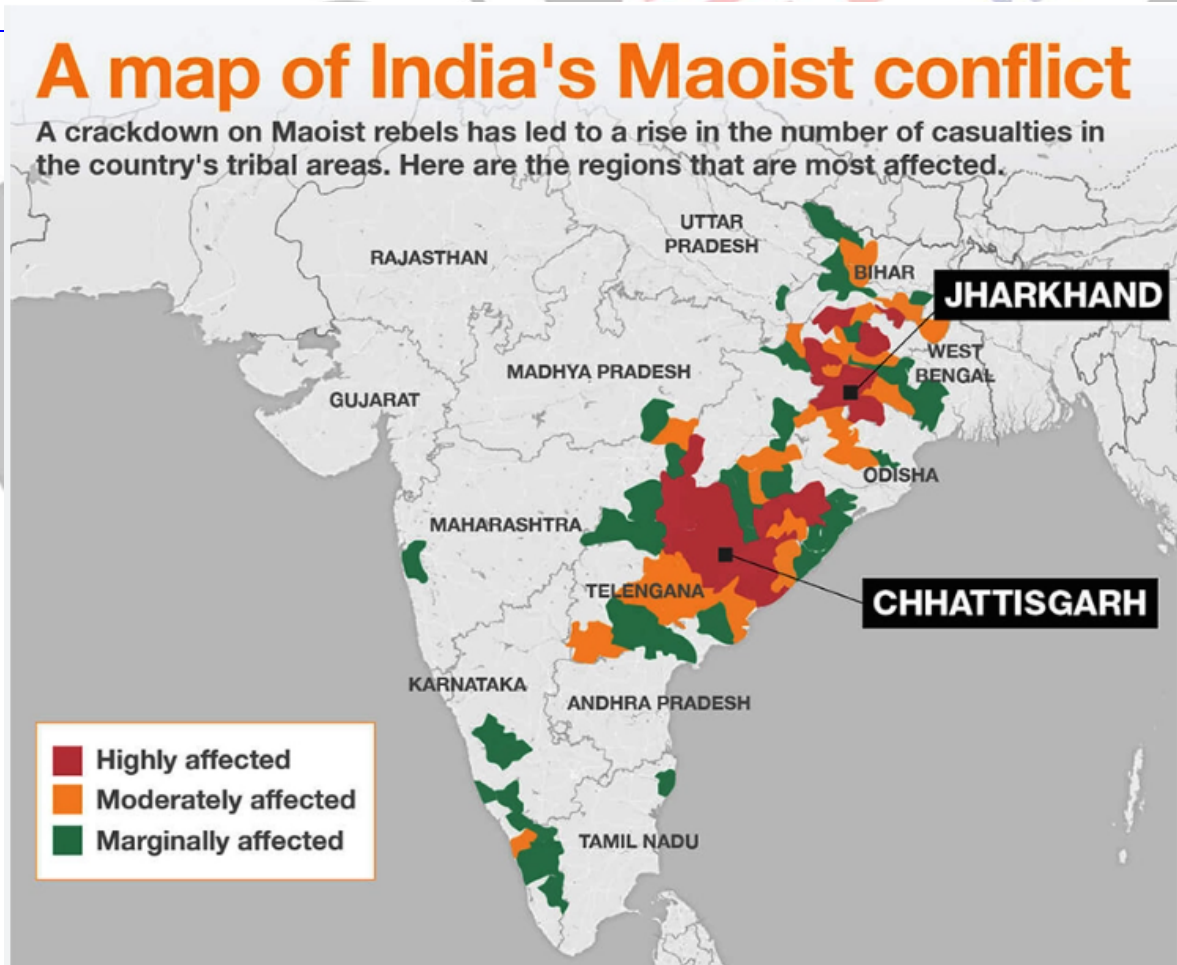 A map of India's Maoist conflict
A crackdown on Maoist rebels has led to a rise in the number of casualties in
the country's tribal areas. Here are the regions that are most affected.
UTTAR
PRADESH
RAJASTHAN
BIHAR
JHARKHAND
WEST
BENGAL
MADHYA PRADESH
GUJARAT
ODISHA
MAHARASHTRA
TELENGANA
CHHATTISGARH
KARNATAKA
ANDHRA PRADESH
Highly affected
Moderately affected
Marginally affected
TAMIL NADU